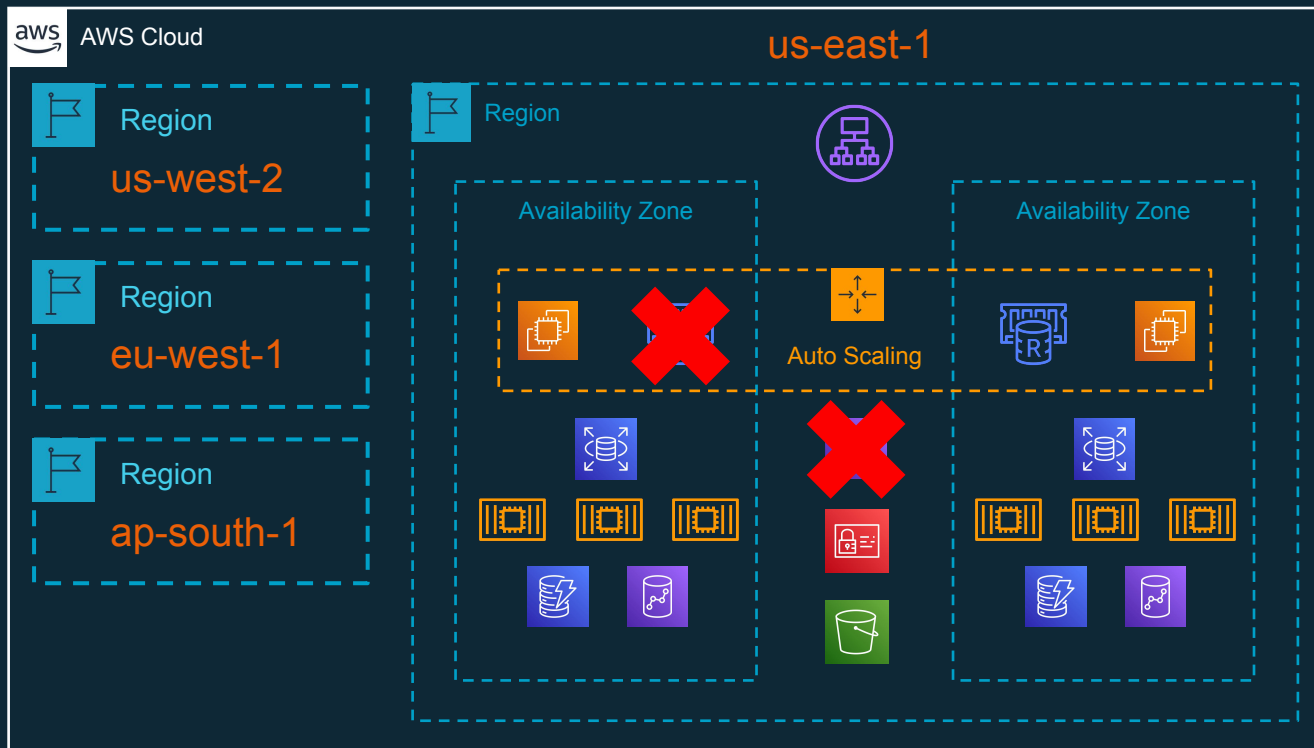 aws
AWS Cloud
us-east-1
Region
us-west-2
Region
eu-west-1
Region
ap-south-1
Region
Availability Zone
Availability Zone
Auto Scaling
R